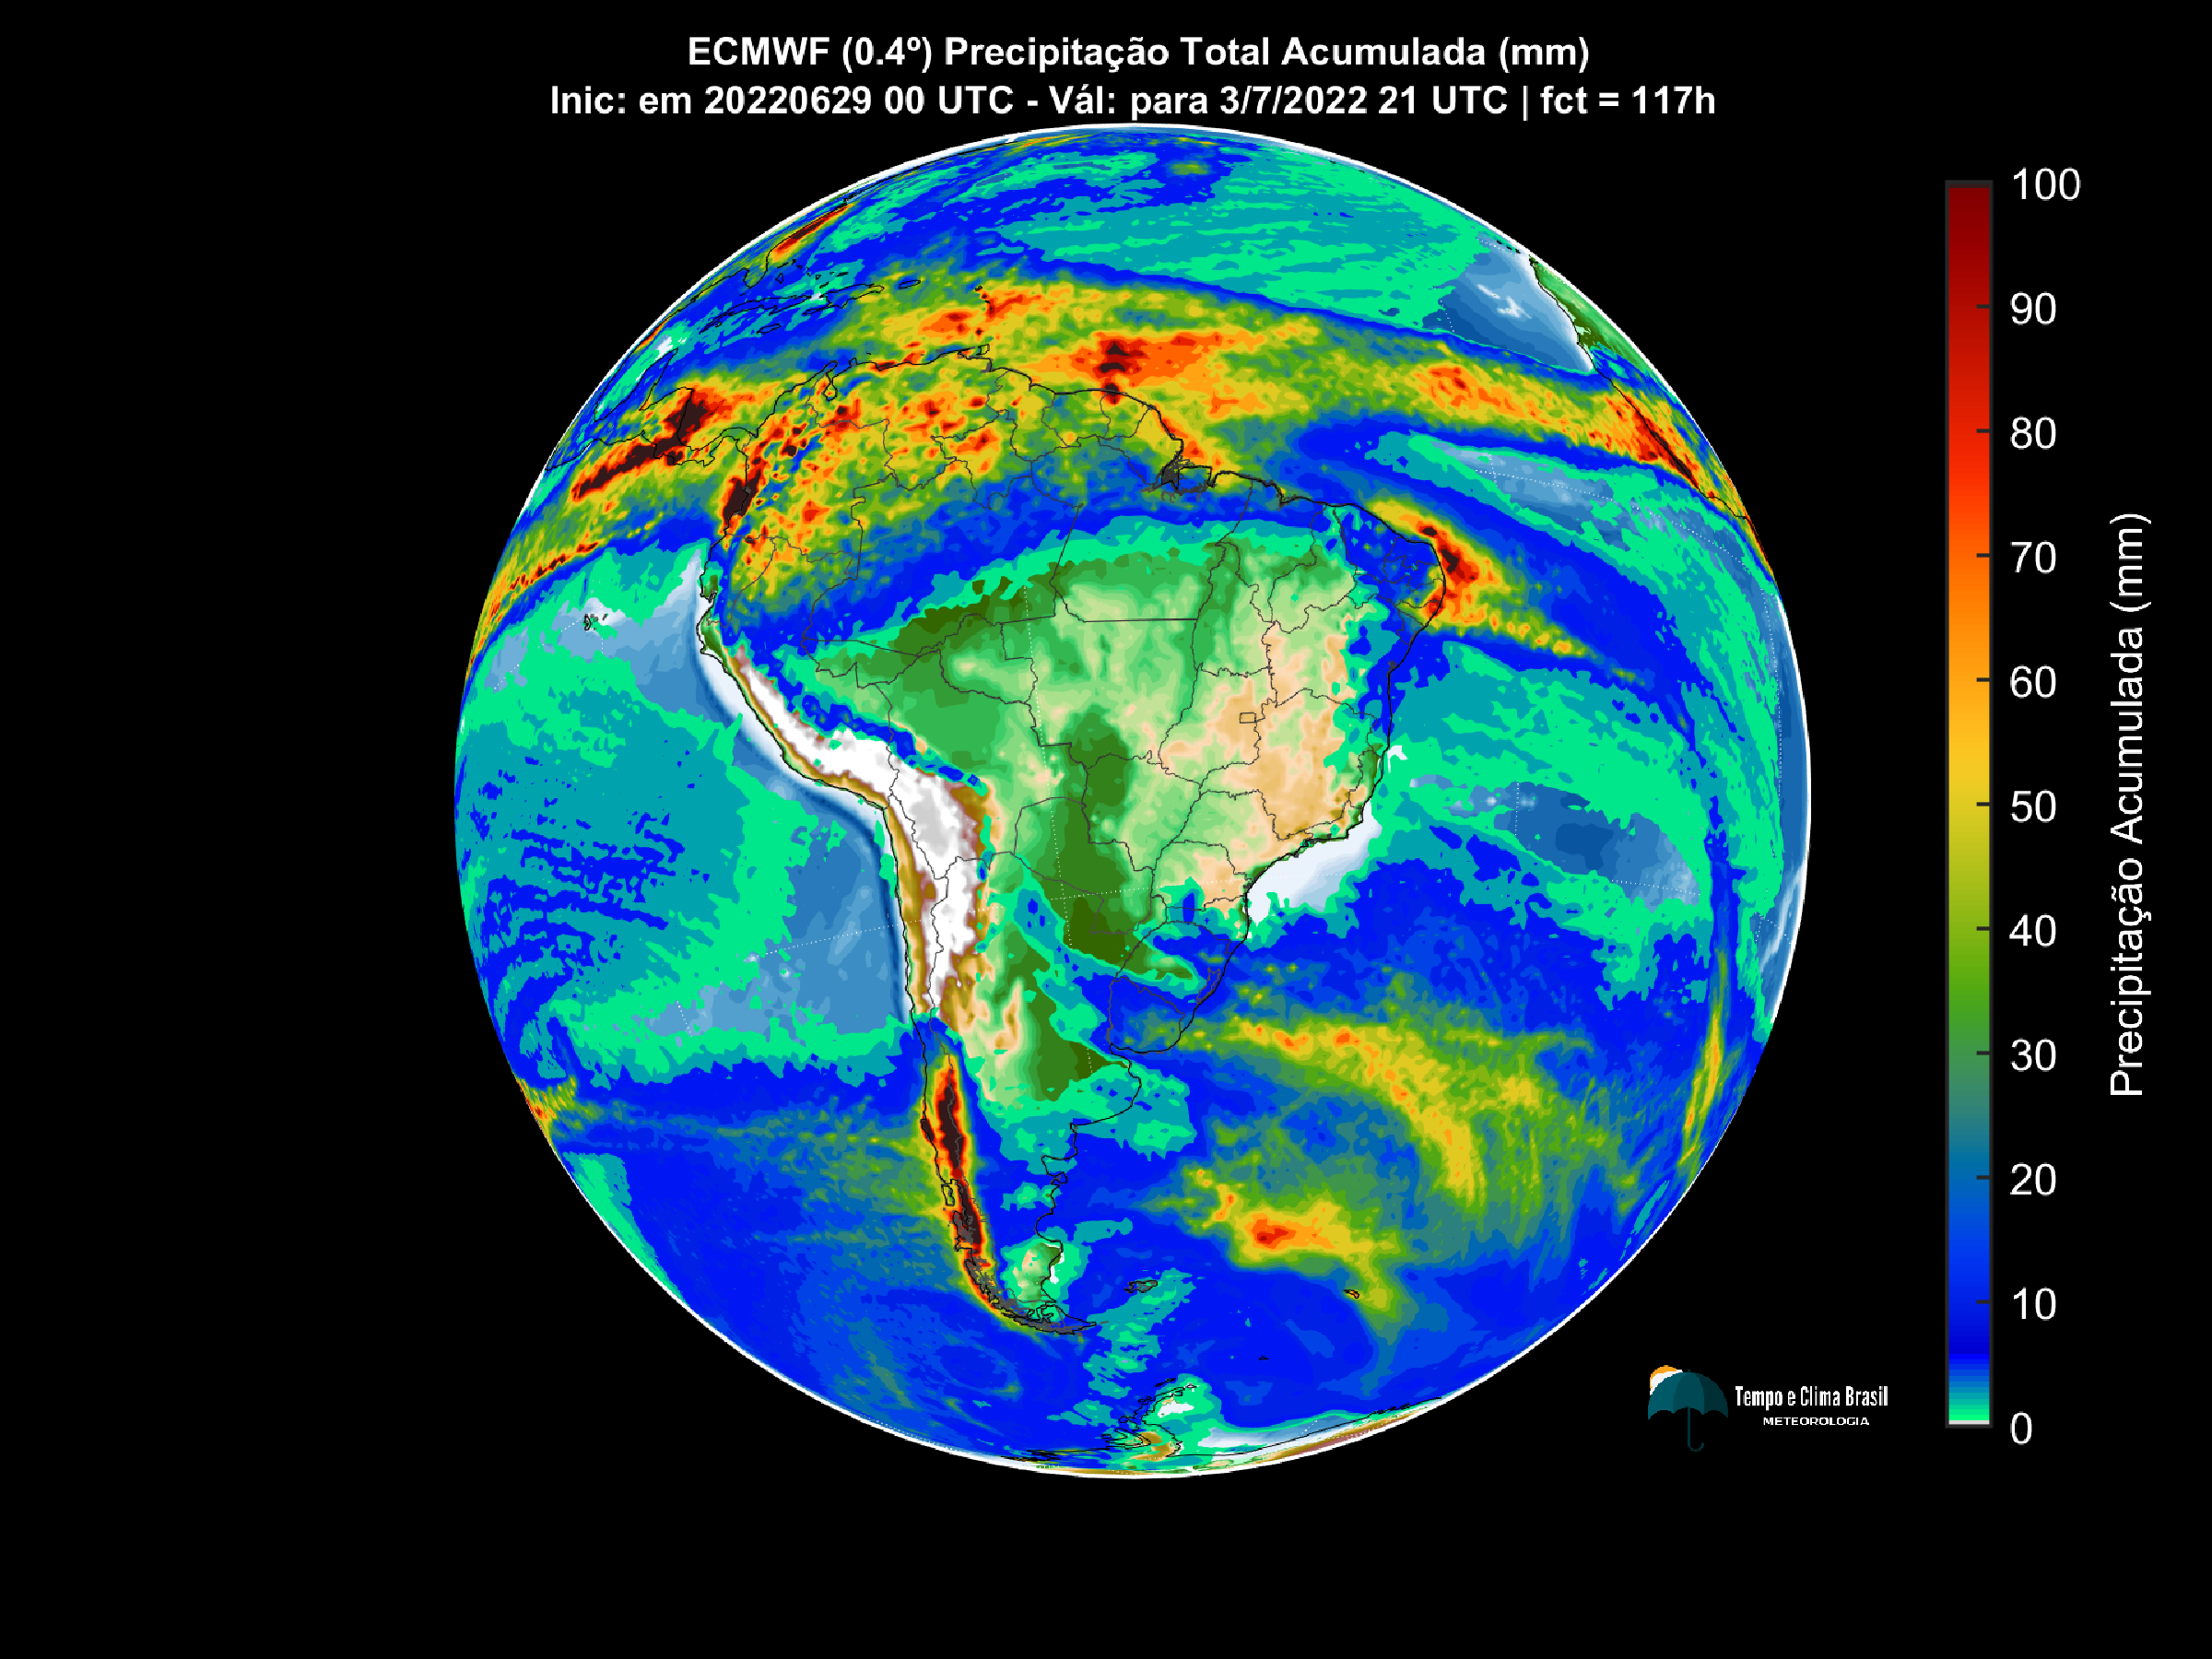 ECMWF (0.4º) Precipitação Total Acumulada (mm)
Inic: em 20220629 00 UTC - Vál: para 3/7/2022 21 UTC | fct = 117h
100
90
80
70
60
50
40
30
20
10
0
Precipitação Acumulada (mm)
Tempo e Clima Brasil
METEOROLOGIA